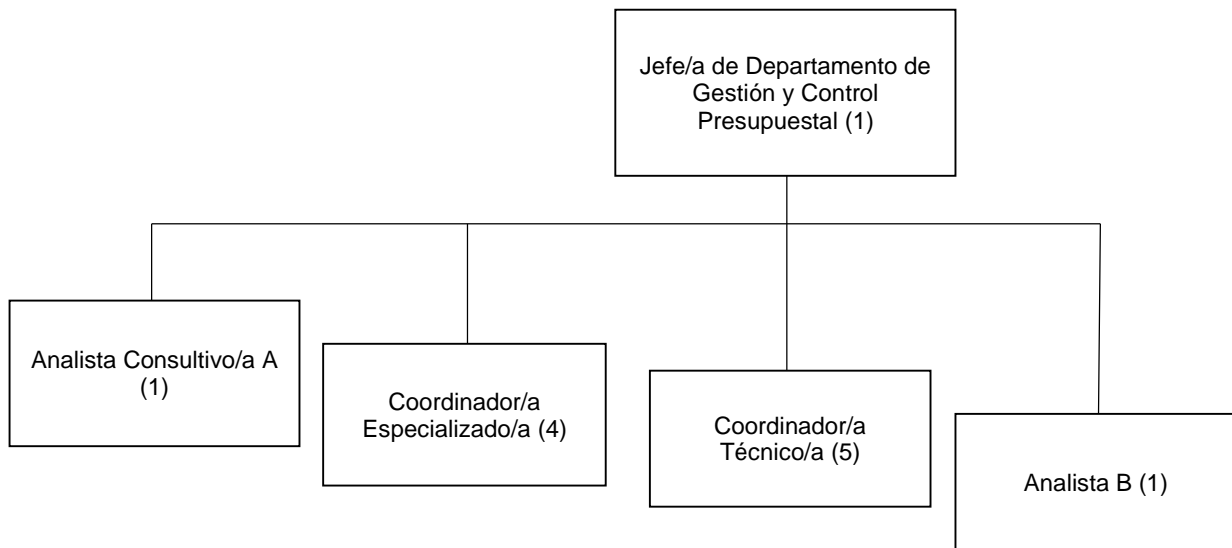 Jefe/a de Departamento de
Gestión y Control
Presupuestal (1)
Analista Consultivo/a A
(1)
Coordinador/a
Especializado/a (4)
Coordinador/a
Técnico/a (5)
Analista B (1)